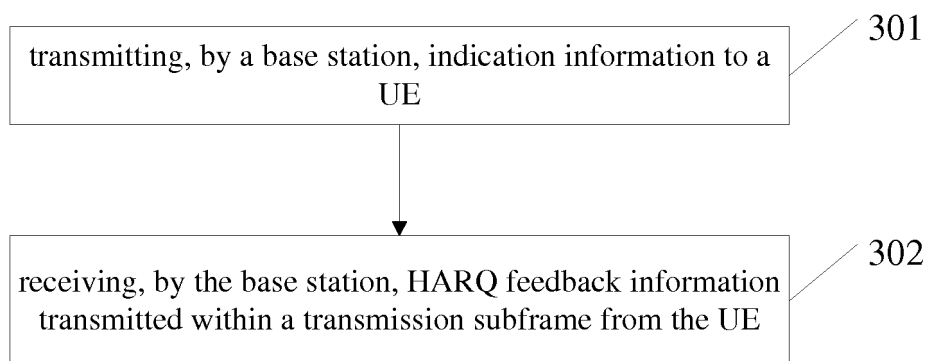 301
transmitting, by a base station, indication information to a
UE
302
receiving, by the base station, HARQ feedback information
transmitted within a transmission subframe from the UE